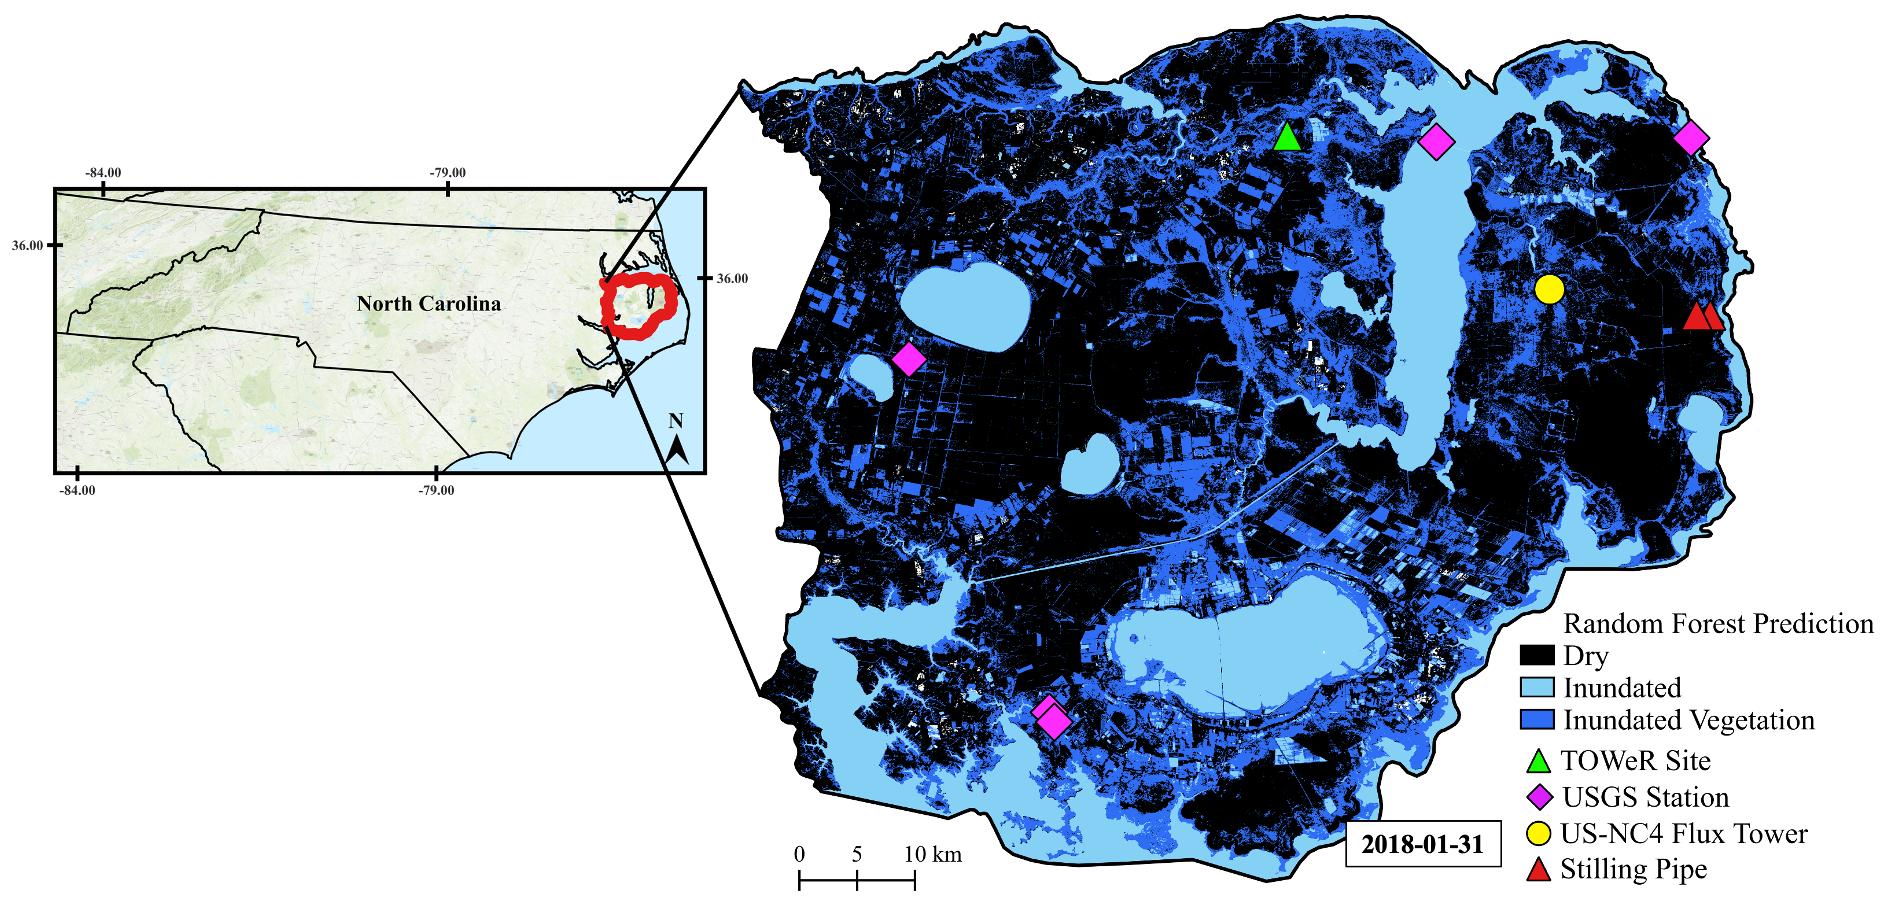 -84.00
-79.00
36.00
36.00
North Carolina
N
-84.00
-79.00
Random Forest Prediction
Dry
Inundated
Inundated Vegetation
TOWeR Site
USGS Station
US-NC4 Flux Tower
Stilling Pipe
2018-01-31
0 5 10 km